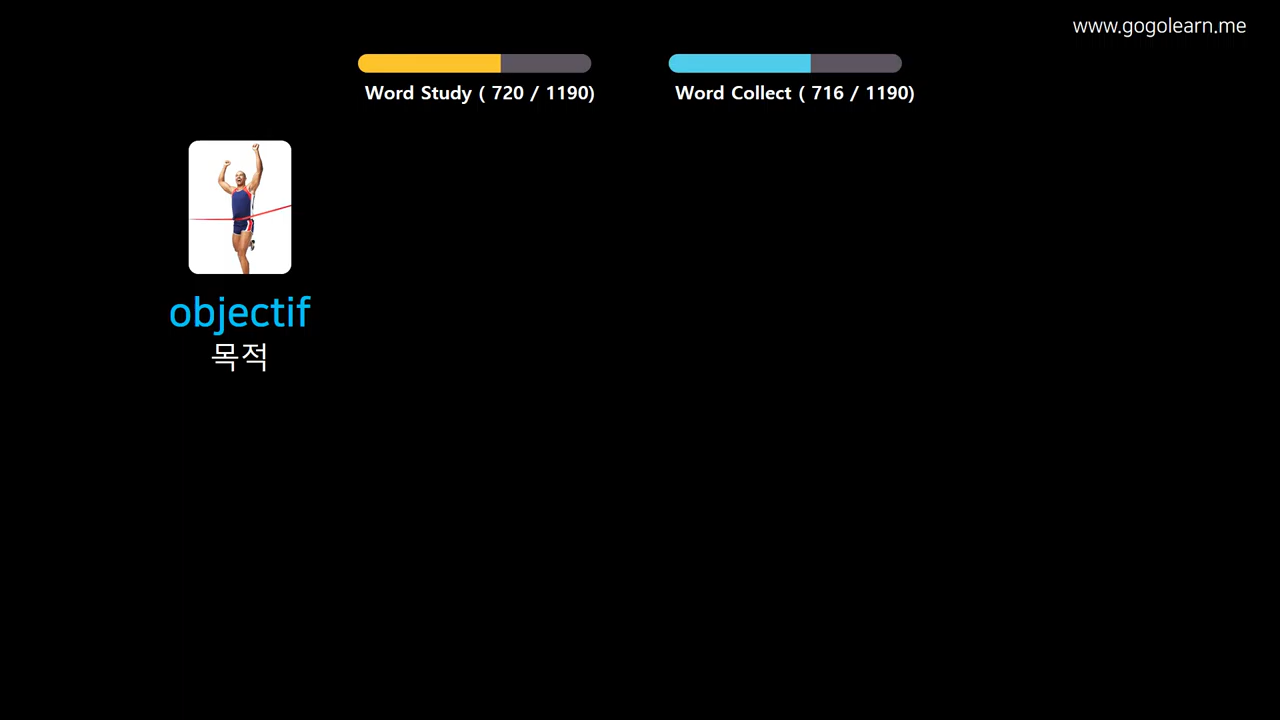 www.gogolearn.me
Word Study ( 720 / 1190)
Word Collect ( 716 / 1190)
objectif
목적